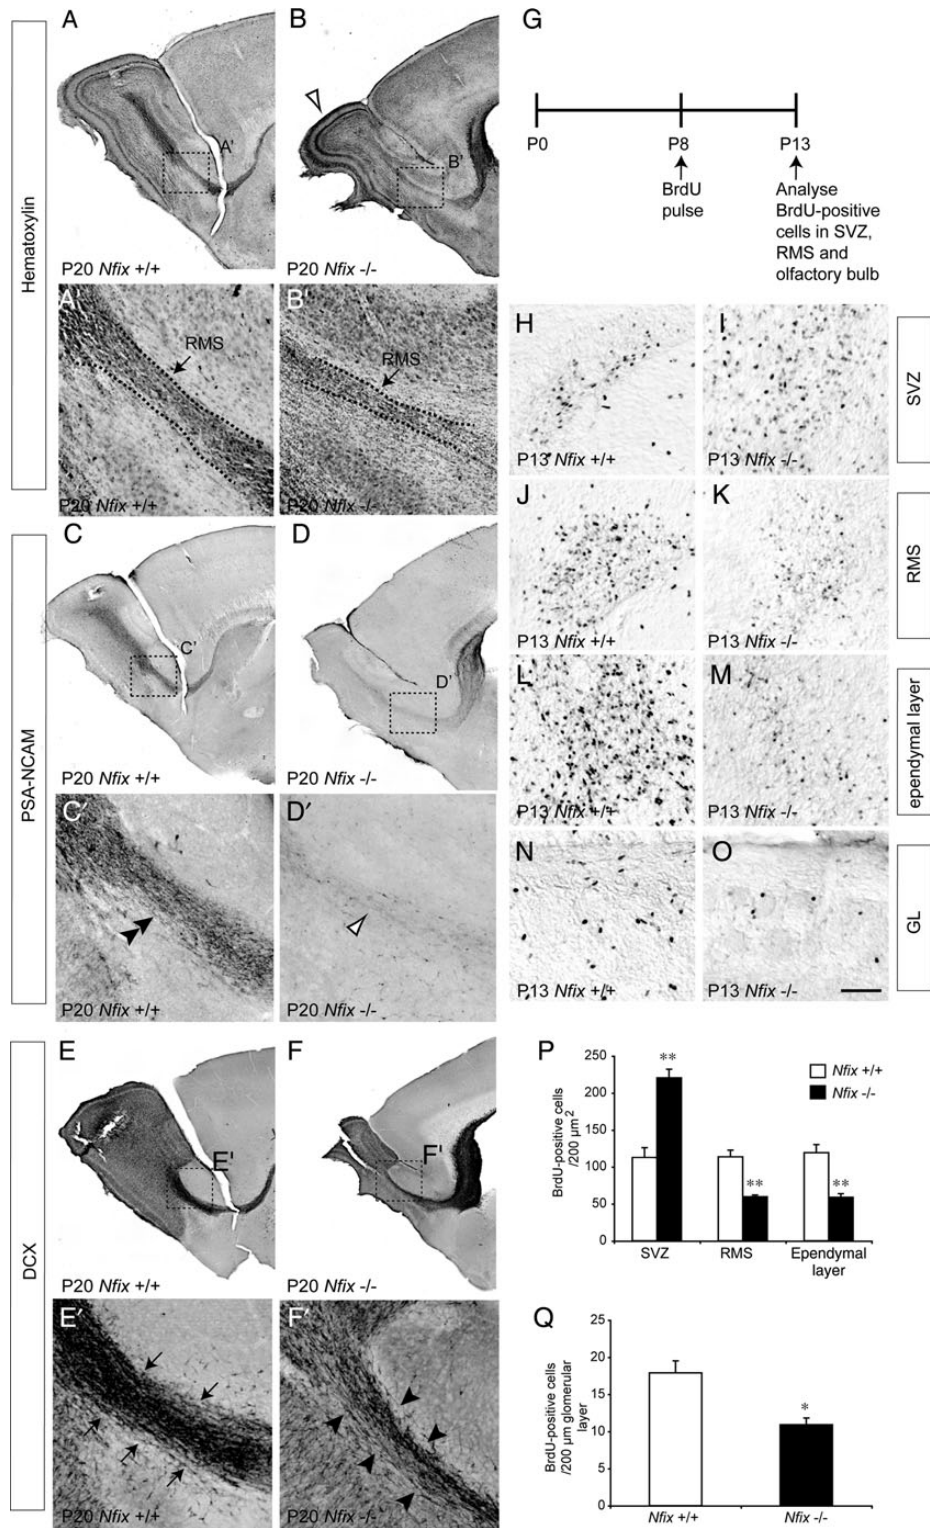 Hematoxylin
A
A'
P20 Nfix +/+
B
B'
P20 Nfix -/-
A'
RMS
P20 Nfix +/+
B'
RMS
P20 Nfix -/-
PSA-NCAM
C
C'
P20 Nfix +/+
D
D'
P20 Nfix -/-
C'
P20 Nfix +/+
D'
P20 Nfix -/-
DCX
E
E'
P20 Nfix +/+
F
F'
P20 Nfix -/-
E'
P20 Nfix +/+
F'
P20 Nfix -/-
G
P0
P8
P13
BrdU
pulse
Analyse
BrdU-positive
cells in SVZ,
RMS and
olfactory bulb
H
P13 Nfix +/+
I
P13 Nfix -/-
SVZ
J
P13 Nfix +/+
K
P13 Nfix -/-
RMS
L
P13 Nfix +/+
M
P13 Nfix -/-
ependymal layer
N
P13 Nfix +/+
O
P13 Nfix -/-
GL
P
BrdU-positive cells
/200 µm²
250
200
150
100
50
0
**
**
**
Nfix +/+
Nfix -/-
SVZ
RMS
Ependymal
layer
Q
BrdU-positive cells
/200 µm glomerular
layer
25
20
15
10
5
0
*
Nfix +/+
Nfix -/-